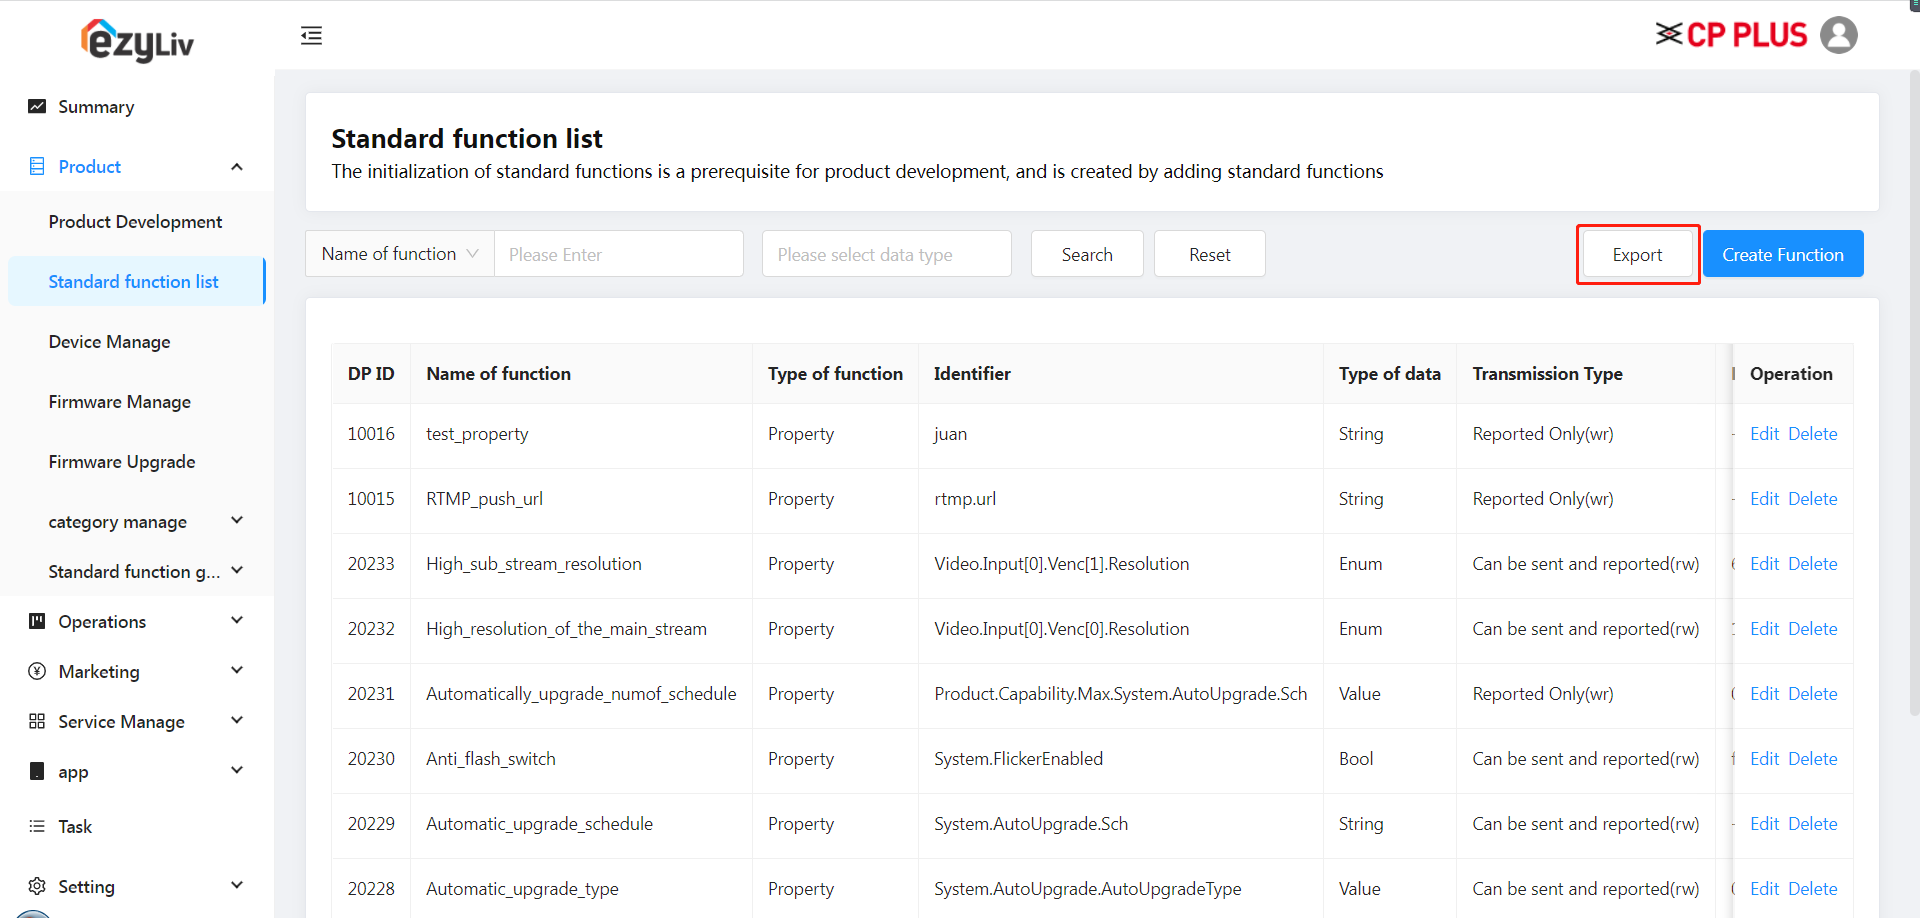 ezyLiv
CP PLUS
Summary
Product
Product Development
Standard function list
Device Manage
Firmware Manage
Firmware Upgrade
category manage
Standard function g...
Operations
Marketing
Service Manage
app
Task
Setting
Standard function list
The initialization of standard functions is a prerequisite for product development, and is created by adding standard functions
Name of function Please Enter Please select data type Search Reset Export Create Function
DP ID Name of function Type of function Identifier Type of data Transmission Type Operation
10016 test_property Property juan String Reported Only(wr) - Edit Delete
10015 RTMP_push_url Property rtmp.url String Reported Only(wr) - Edit Delete
20233 High_sub_stream_resolution Property Video.Input[0].Venc[1].Resolution Enum Can be sent and reported(rw) Edit Delete
20232 High_resolution_of_the_main_stream Property Video.Input[0].Venc[0].Resolution Enum Can be sent and reported(rw) Edit Delete
20231 Automatically_upgrade_numof_schedule Property Product.Capability.Max.System.AutoUpgrade.Sch Value Reported Only(wr) Edit Delete
20230 Anti_flash_switch Property System.FlickerEnabled Bool Can be sent and reported(rw) Edit Delete
20229 Automatic_upgrade_schedule Property System.AutoUpgrade.Sch String Can be sent and reported(rw) - Edit Delete
20228 Automatic_upgrade_type Property System.AutoUpgrade.AutoUpgradeType Value Can be sent and reported(rw) Edit Delete